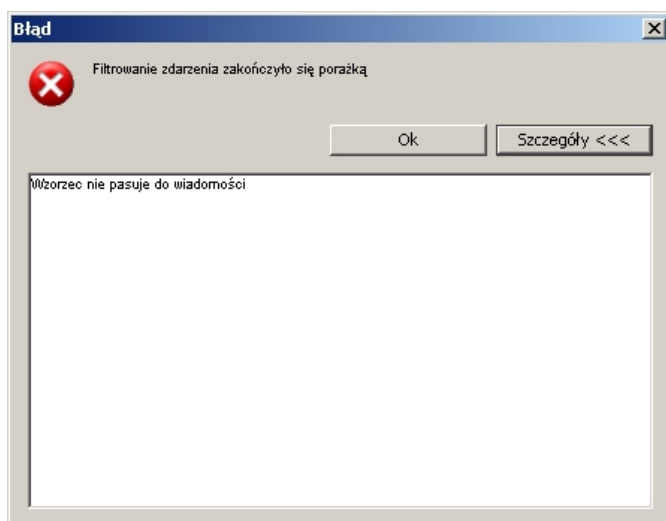 Błąd
Filtrowanie zdarzenia zakończyło się porażką
Ok
Szczegóły <<<
Wzorzec nie pasuje do wiadomości